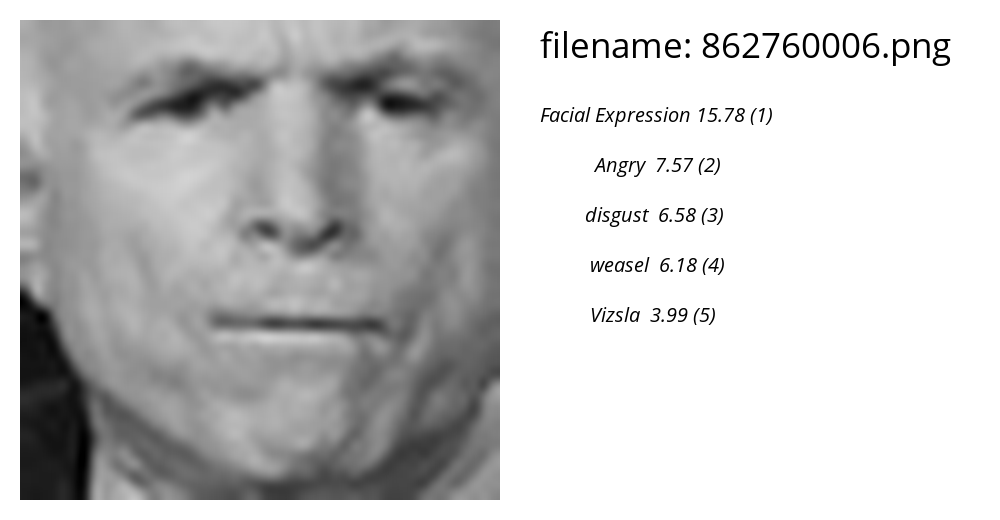 filename: 862760006.png
Facial Expression 15.78 (1)
Angry 7.57 (2)
disgust 6.58 (3)
weasel 6.18 (4)
Vizsla 3.99 (5)